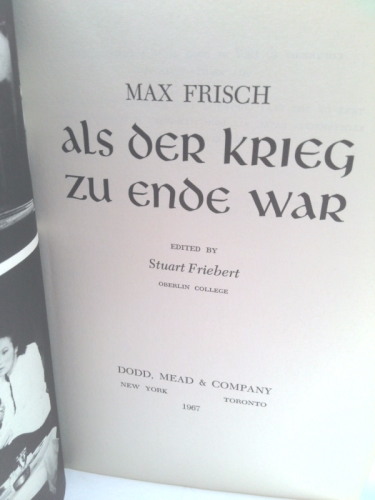 MAX FRISCH
als der krieg
zu ende war
EDITED BY
Stuart Friebert
OBERLIN COLLEGE
DODD, MEAD & COMPANY
NEW YORK TORONTO
1967